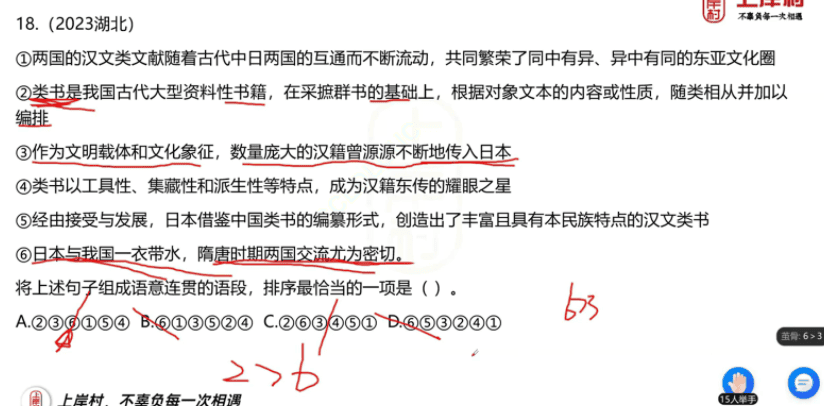 上岸村
不辜负每一次相遇
18.（2023湖北）
①两国的汉文类文献随着古代中日两国的互通而不断流动，共同繁荣了同中有异、异中有同的东亚文化圈
②类书是我国古代大型资料性书籍，在采摭群书的基础上，根据对象文本的内容或性质，随类相从并加以
编排
③作为文明载体和文化象征，数量庞大的汉籍曾源源不断地传入日本
④类书以工具性、集藏性和派生性等特点，成为汉籍东传的耀眼之星
⑤经由接受与发展，日本借鉴中国类书的编纂形式，创造出了丰富且具有本民族特点的汉文类书
⑥日本与我国一衣带水，隋唐时期两国交流尤为密切。
将上述句子组成语意连贯的语段，排序最恰当的一项是（ ）。
A.②③⑥①⑤④ B.⑥①③⑤②④ C.②⑥③④⑤① D.⑥⑤③②④①
63
茁骨: 6 > 3
2 > 6
15人举手
上岸村、不辜负每一次相遇